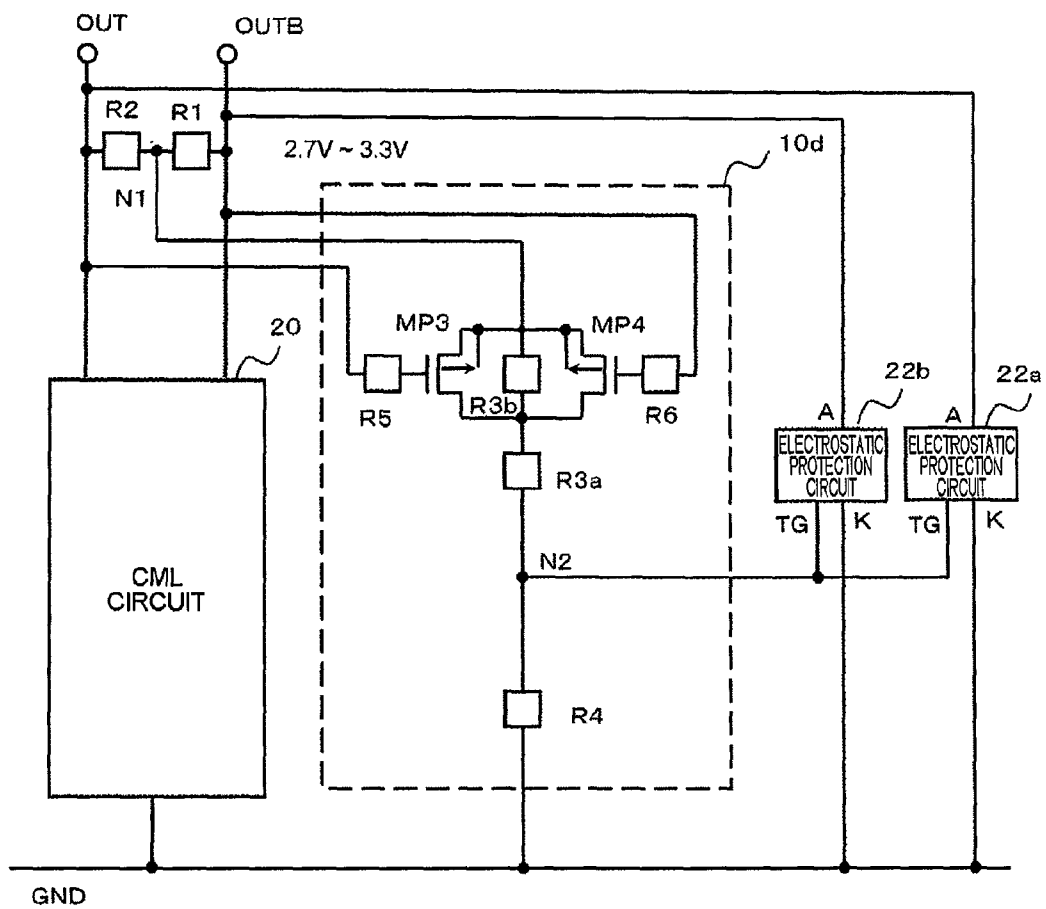 OUT
OUTB
R2
R1
2.7V ~ 3.3V
10d
N1
MP3
MP4
20
R5
R3b
R6
22b
22a
A
A
ELECTROSTATIC
PROTECTION
CIRCUIT
ELECTROSTATIC
PROTECTION
CIRCUIT
R3a
TG
K
TG
K
N2
CML
CIRCUIT
R4
GND